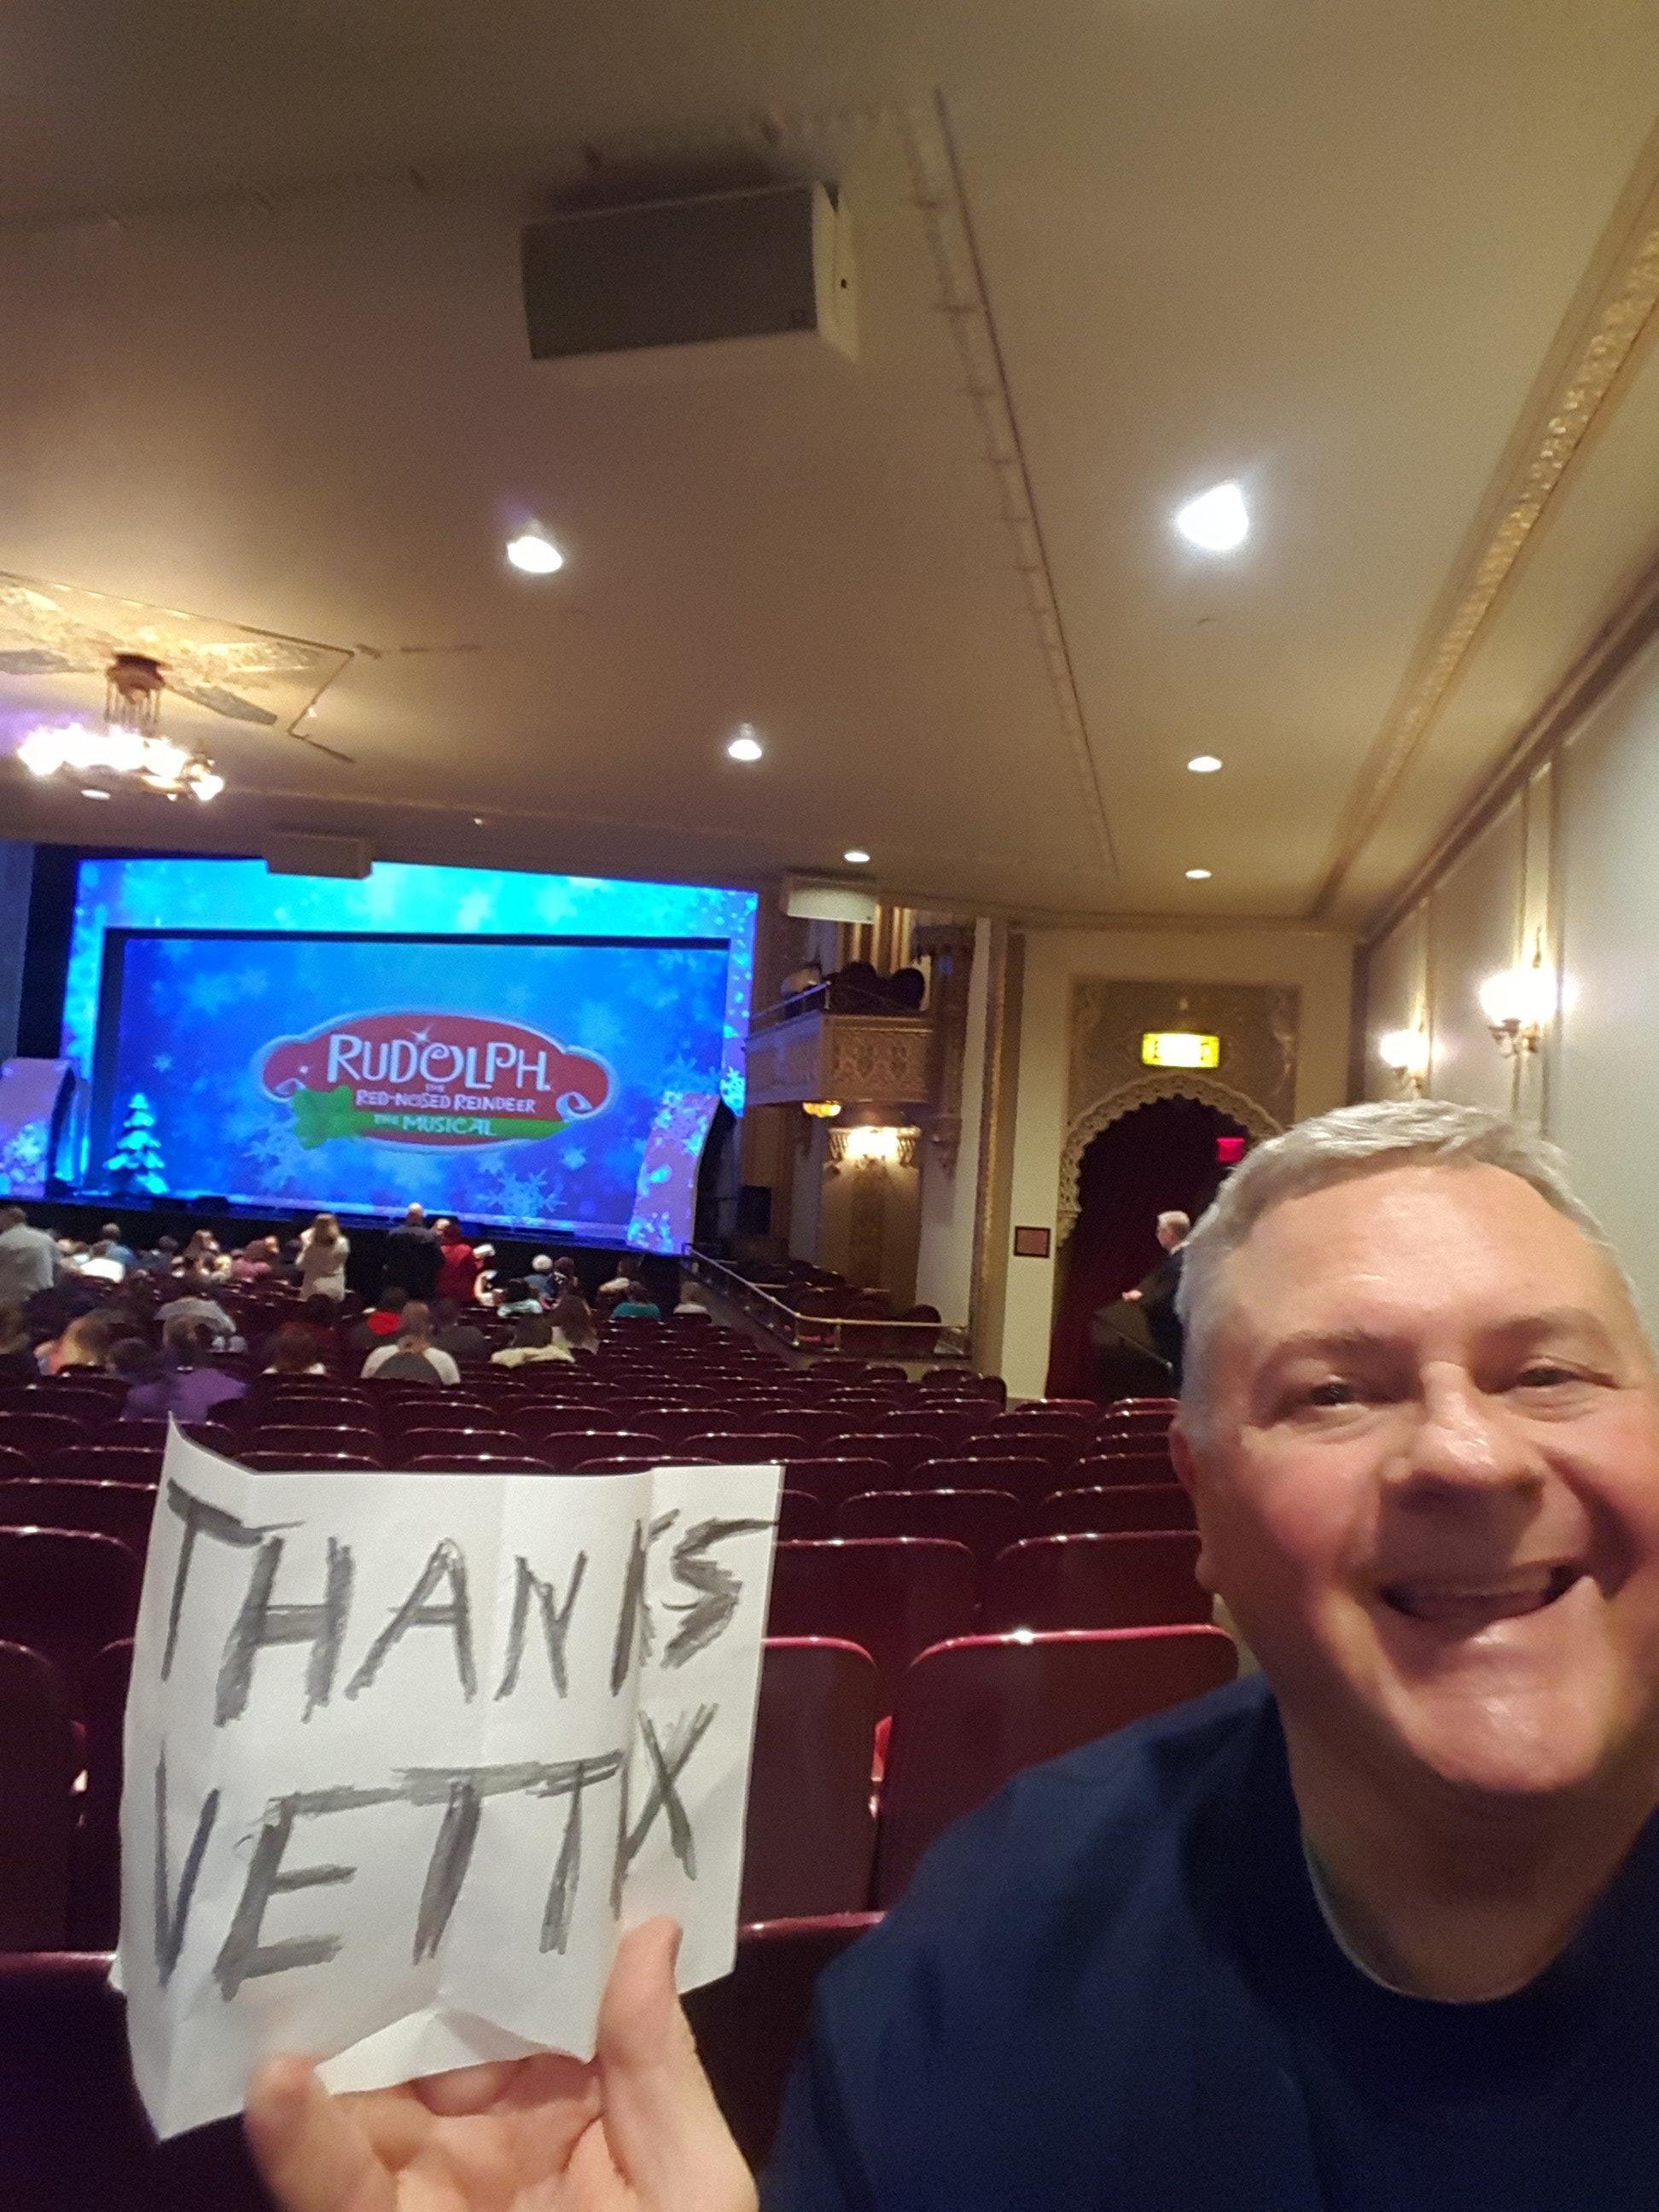 RUDOLPH
THE
RED-NOSED REINDEER
THE MUSICAL
EXIT
THANKS
VETTIX